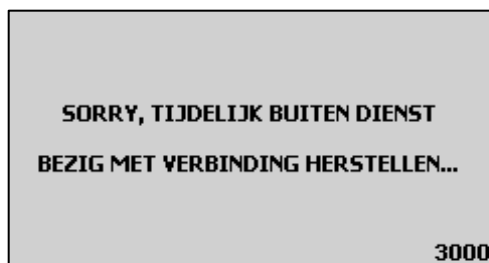 SORRY, TIJDELIJK BUITEN DIENST
BEZIG MET VERBINDING HERSTELLEN...
3000